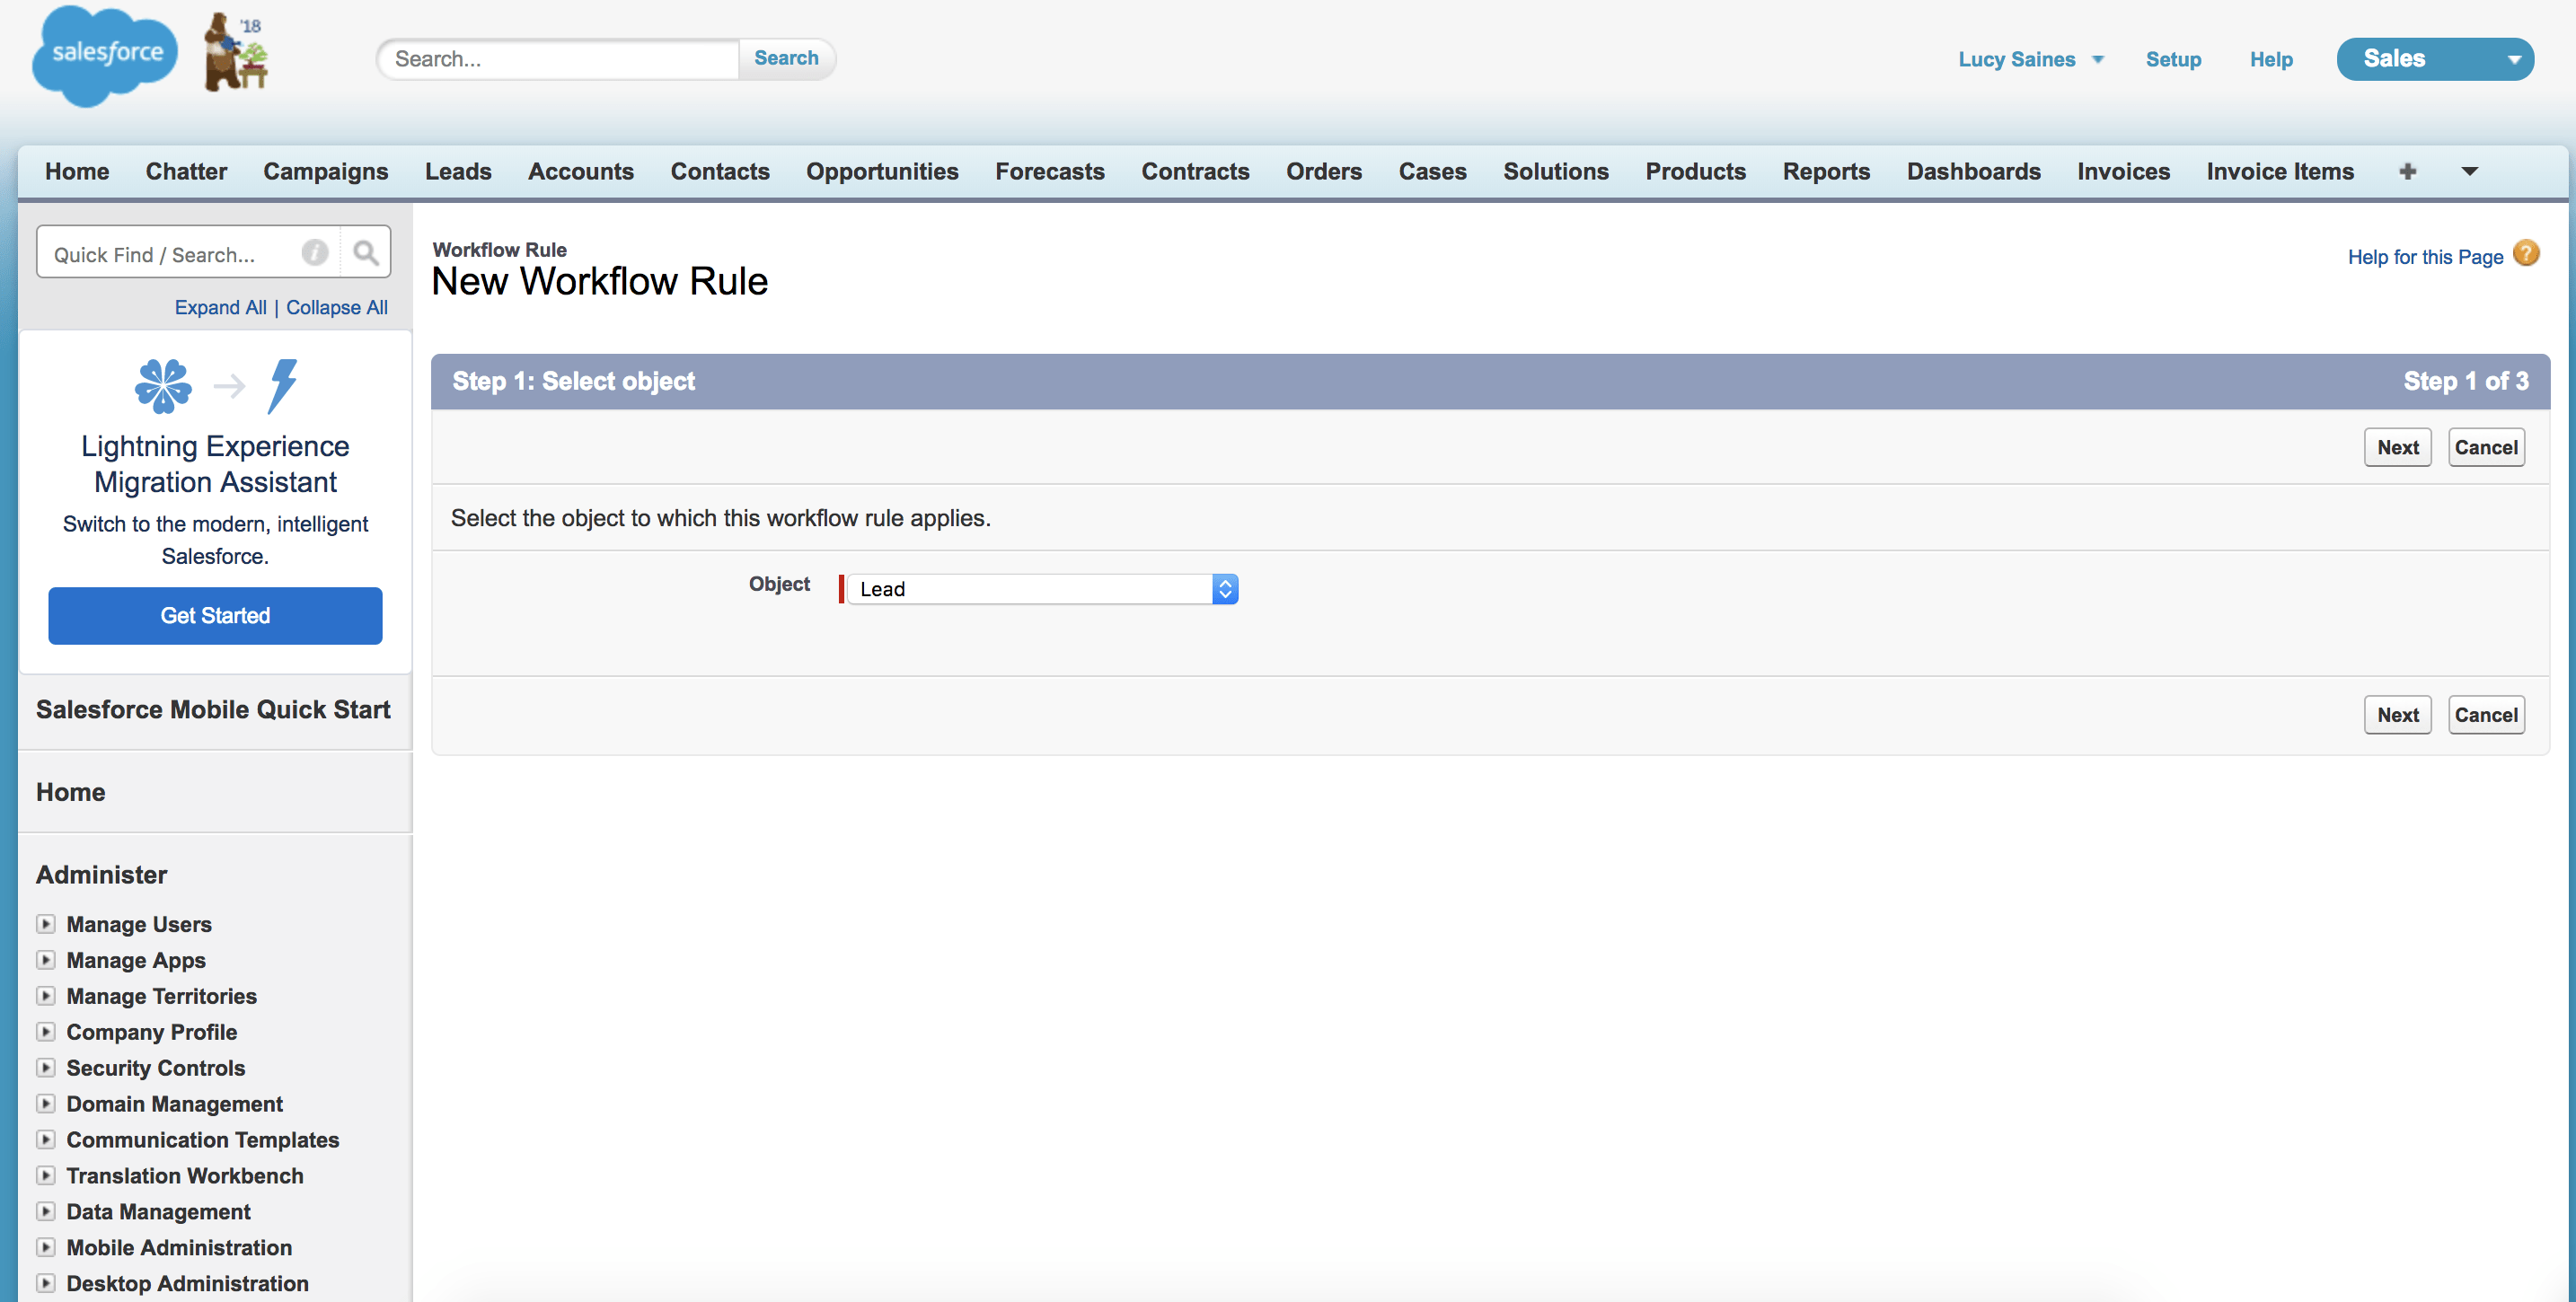 salesforce
'18
Search...
Search
Lucy Saines
Setup
Help
Sales
Home
Chatter
Campaigns
Leads
Accounts
Contacts
Opportunities
Forecasts
Contracts
Orders
Cases
Solutions
Products
Reports
Dashboards
Invoices
Invoice Items
+
Quick Find / Search...
i
Expand All | Collapse All
Lightning Experience
Migration Assistant
Switch to the modern, intelligent
Salesforce.
Get Started
Salesforce Mobile Quick Start
Home
Administer
Manage Users
Manage Apps
Manage Territories
Company Profile
Security Controls
Domain Management
Communication Templates
Translation Workbench
Data Management
Mobile Administration
Desktop Administration
Workflow Rule
New Workflow Rule
Help for this Page ?
Step 1: Select object
Step 1 of 3
Next
Cancel
Select the object to which this workflow rule applies.
Object
Lead
Next
Cancel